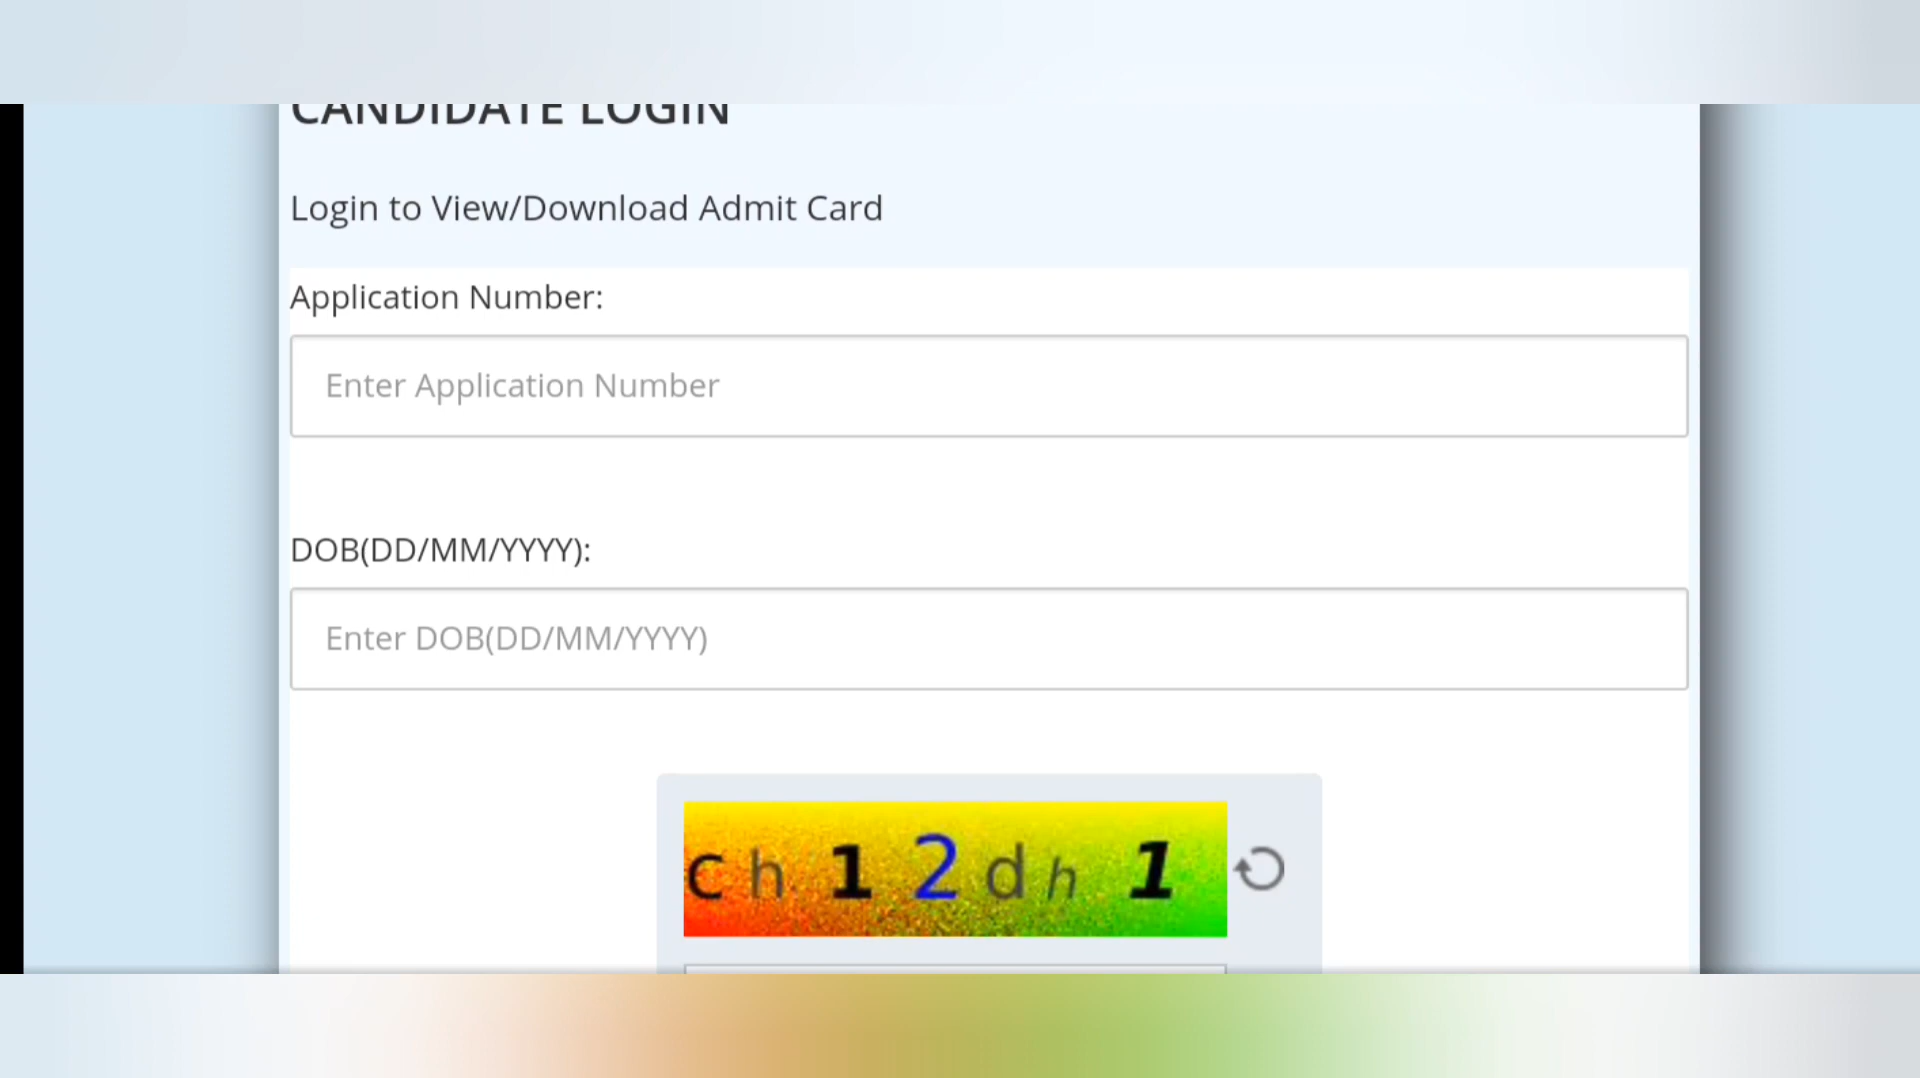 CANDIDATE LOGIN
Login to View/Download Admit Card
Application Number:
Enter Application Number
DOB(DD/MM/YYYY):
Enter DOB(DD/MM/YYYY)
c h 1 2 d h 1